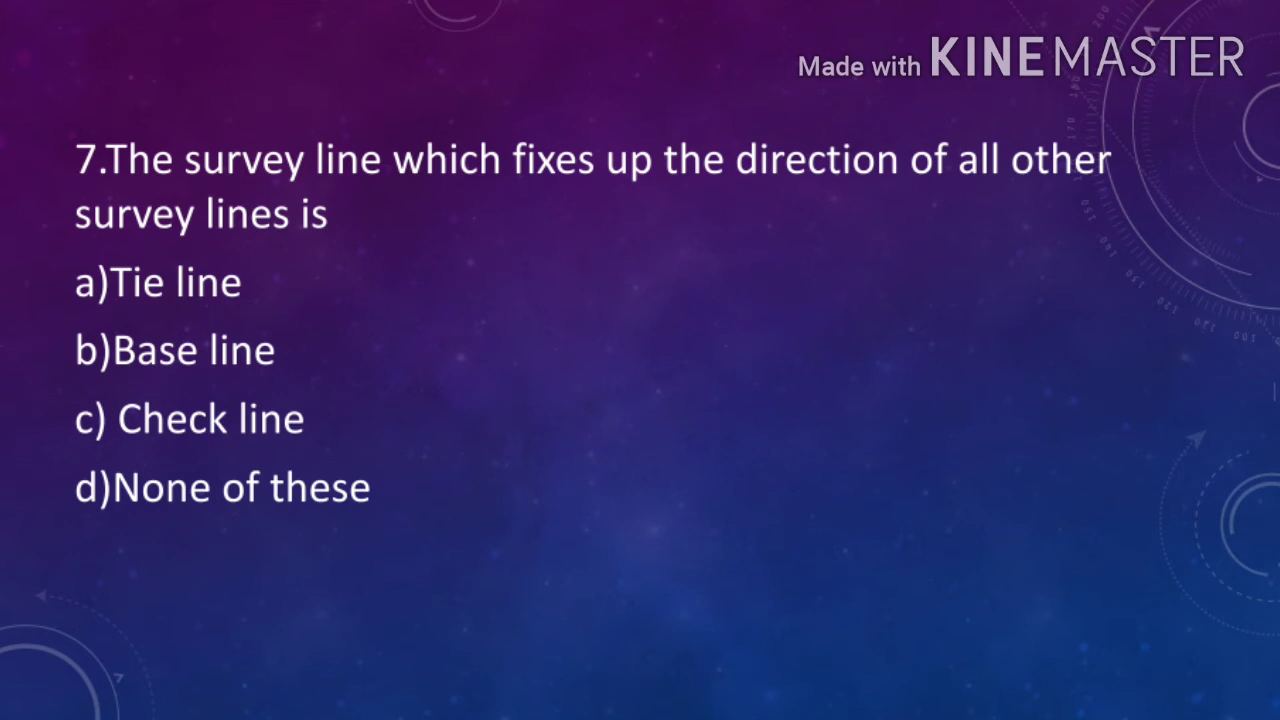 Made with KINEMASTER
7.The survey line which fixes up the direction of all other
survey lines is
a)Tie line
b)Base line
c) Check line
d)None of these